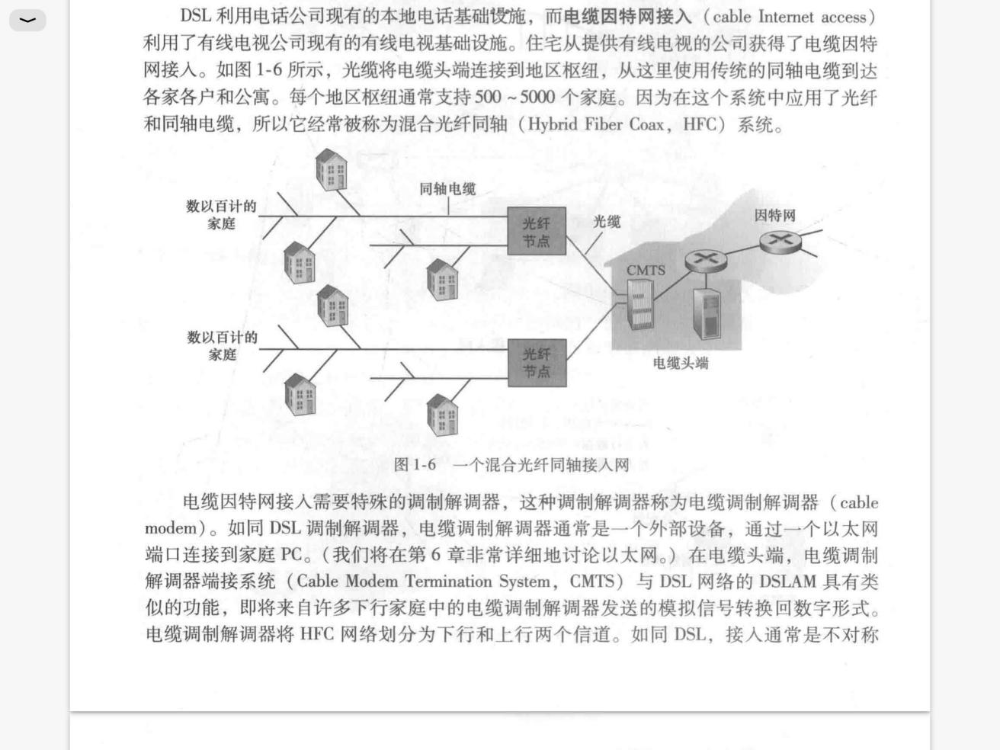 DSL 利用电话公司现有的本地电话基础设施，而电缆因特网接入（cable Internet access）
利用了有线电视公司现有的有线电视基础设施。住宅从提供有线电视的公司获得了电缆因特
网接入。如图 1-6 所示，光缆将电缆头端连接到地区枢纽，从这里使用传统的同轴电缆到达
各家各户和公寓。每个地区枢纽通常支持 500 ~ 5000 个家庭。因为在这个系统中应用了光纤
和同轴电缆，所以它经常被称为混合光纤同轴（Hybrid Fiber Coax，HFC）系统。
同轴电缆
数以百计的
家庭
光纤
节点
光缆
因特网
CMTS
数以百计的
家庭
光纤
节点
电缆头端
图 1-6 一个混合光纤同轴接入网
电缆因特网接入需要特殊的调制解调器，这种调制解调器称为电缆调制解调器（cable
modem）。如同 DSL 调制解调器，电缆调制解调器通常是一个外部设备，通过一个以太网
端口连接到家庭 PC。（我们将在第 6 章非常详细地讨论以太网。）在电缆头端，电缆调制
解调器端接系统（Cable Modem Termination System，CMTS）与 DSL 网络的 DSLAM 具有类
似的功能，即将来自许多下行家庭中的电缆调制解调器发送的模拟信号转换回数字形式。
电缆调制解调器将 HFC 网络划分为下行和上行两个信道。如同 DSL，接入通常是不对称